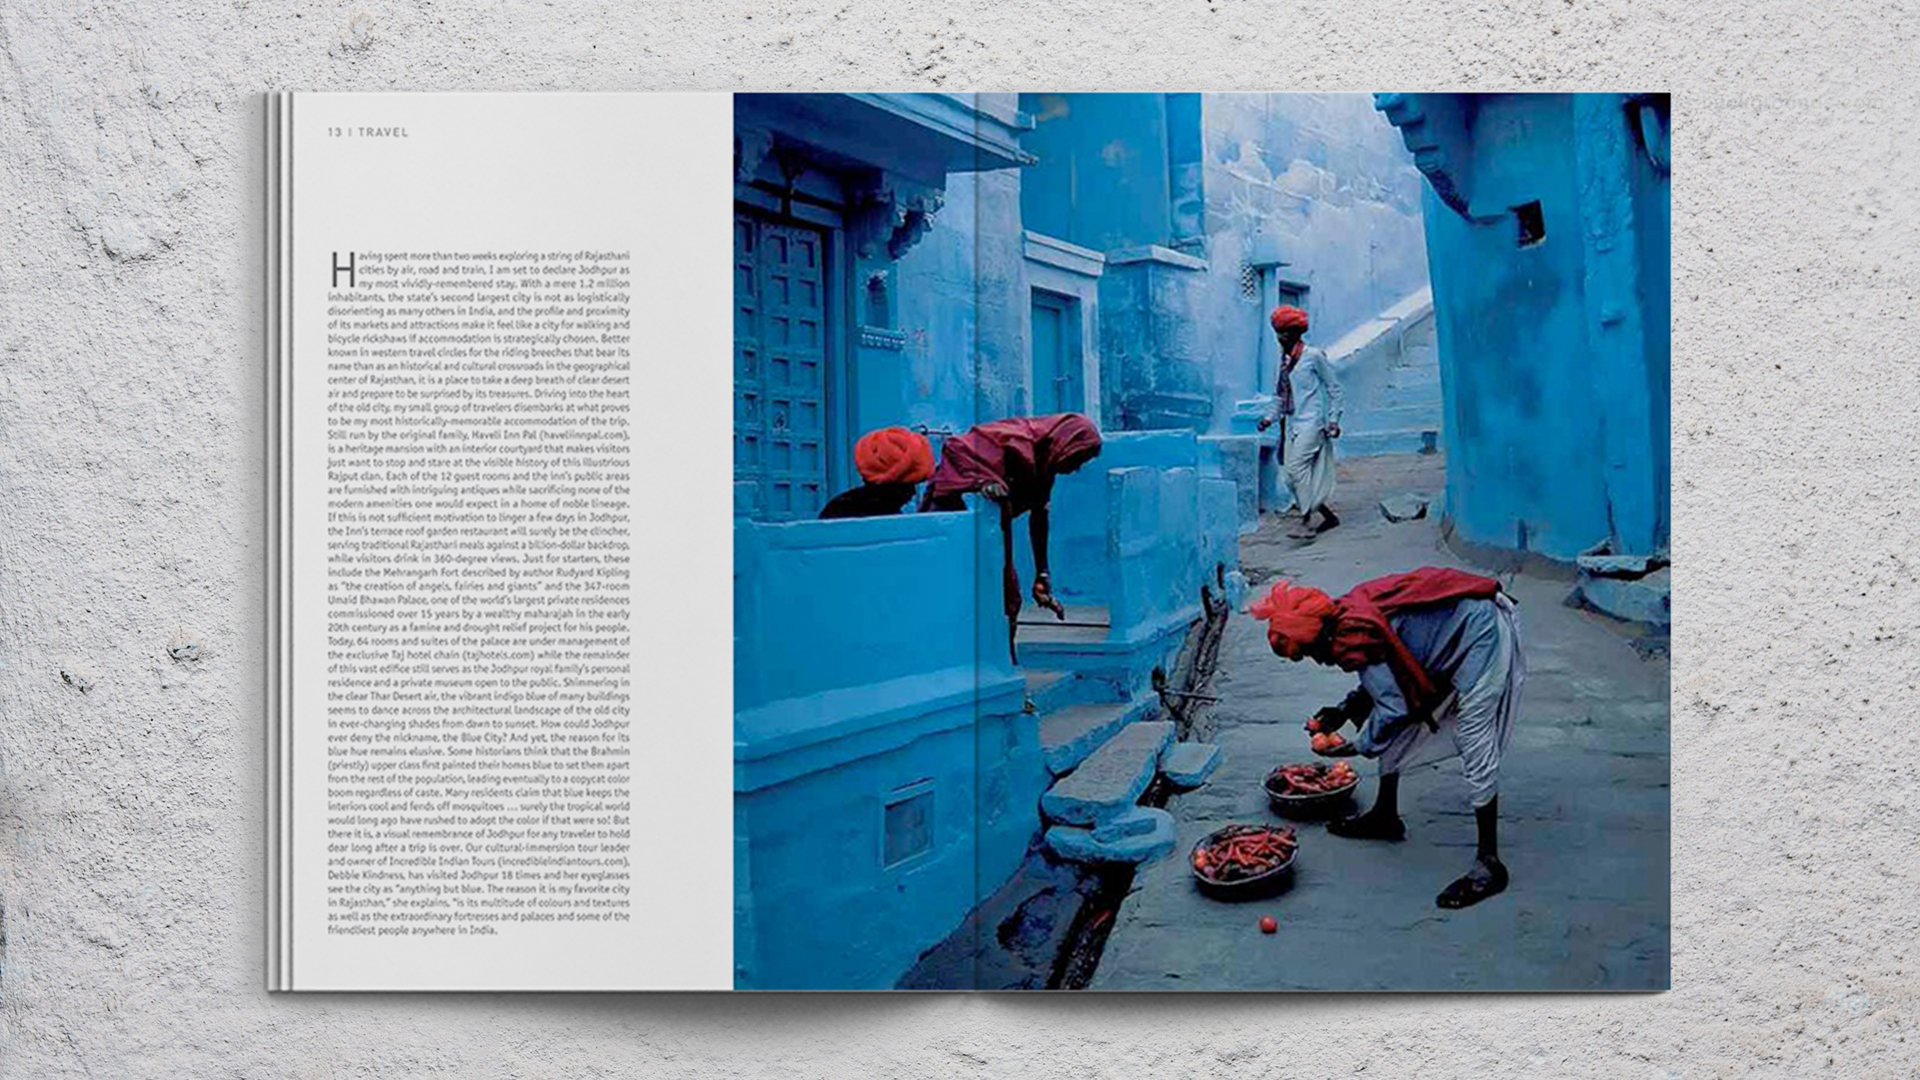 13 | TRAVEL
Having spent more than two weeks exploring a string of Rajasthani
cities by air, road and train, I am set to declare Jodhpur as
my most vividly-remembered stay. With a mere 1.2 million
inhabitants, the state's second largest city is not as logistically
disorienting as many others in India, and the profile and proximity
of its markets and attractions make it feel like a city for walking and
bicycle rickshaws if accommodation is strategically chosen. Better
known in western travel circles for the riding breeches that bear its
name than as an historical and cultural crossroads in the geographical
center of Rajasthan, it is a place to take a deep breath of clear desert
air and prepare to be surprised by its treasures. Driving into the heart
of the old city, my small group of travelers disembarks at what proves
to be my most historically-memorable accommodation of the trip.
Still run by the original family, Haveli Inn Pal (haveliinnpal.com),
is a heritage mansion with an interior courtyard that makes visitors
just want to stop and stare at the visible history of this illustrious
Rajput clan. Each of the 12 guest rooms and the inn's public areas
are furnished with intriguing antiques while sacrificing none of the
modern amenities one would expect in a home of noble lineage.
If this is not sufficient motivation to linger a few days in Jodhpur,
the Inn's terrace roof garden restaurant will surely be the clincher,
serving traditional Rajasthani meals against a billion-dollar backdrop,
while visitors drink in 360-degree views. Just for starters, these
include the Mehrangarh Fort described by author Rudyard Kipling
as "the creation of angels, fairies and giants" and the 347-room
Umaid Bhawan Palace, one of the world's largest private residences
commissioned over 15 years by a wealthy maharajah in the early
20th century as a famine and drought relief project for his people.
Today, 64 rooms and suites of the palace are under management of
the exclusive Taj hotel chain (tajhotels.com) while the remainder
of this vast edifice still serves as the Jodhpur royal family's personal
residence and a private museum open to the public. Shimmering in
the clear Thar Desert air, the vibrant indigo blue of many buildings
seems to dance across the architectural landscape of the old city
in ever-changing shades from dawn to sunset. How could Jodhpur
ever deny the nickname, the Blue City? And yet, the reason for its
blue hue remains elusive. Some historians think that the Brahmin
(priestly) upper class first painted their homes blue to set them apart
from the rest of the population, leading eventually to a copycat color
boom regardless of caste. Many residents claim that blue keeps the
interiors cool and fends off mosquitoes ... surely the tropical world
would long ago have rushed to adopt the color if that were so! But
there it is, a visual remembrance of Jodhpur for any traveler to hold
dear long after a trip is over. Our cultural-immersion tour leader
and owner of Incredible Indian Tours (incredibleindiantours.com),
Debbie Kindness, has visited Jodhpur 18 times and her eyeglasses
see the city as "anything but blue. The reason it is my favorite city
in Rajasthan," she explains, "is its multitude of colours and textures
as well as the extraordinary fortresses and palaces and some of the
friendliest people anywhere in India.